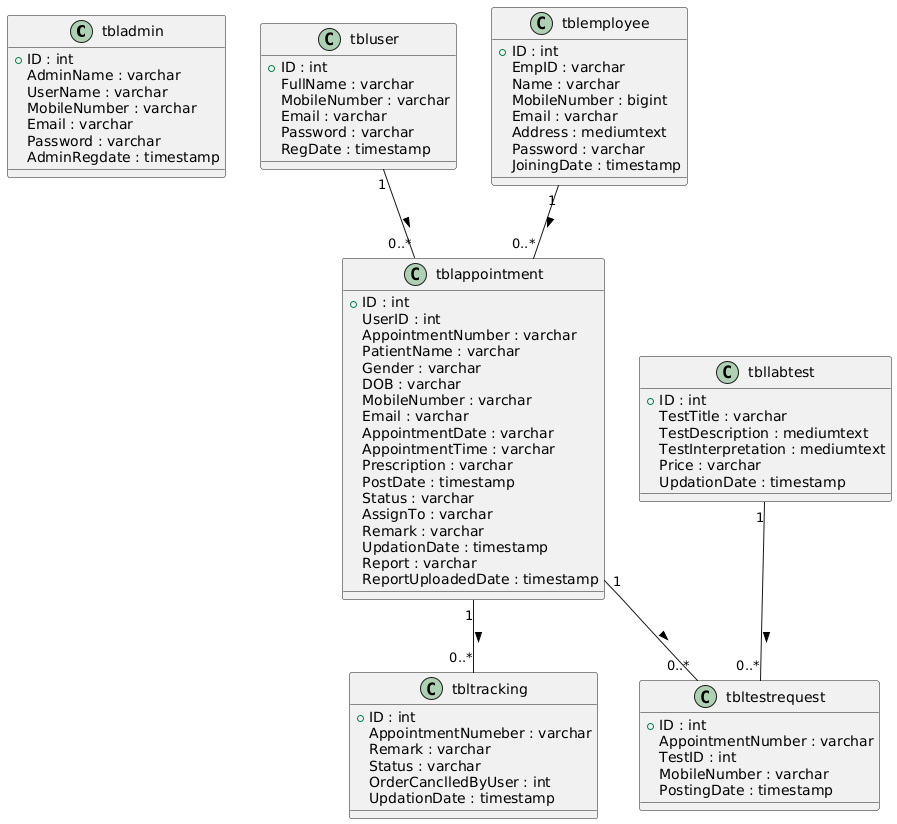 C tbladmin
ID : int
AdminName : varchar
UserName : varchar
MobileNumber : varchar
Email : varchar
Password : varchar
AdminRegdate : timestamp
C tbluser
ID : int
FullName : varchar
MobileNumber : varchar
Email : varchar
Password : varchar
RegDate : timestamp
C tblemployee
ID : int
EmpID : varchar
Name : varchar
MobileNumber : bigint
Email : varchar
Address : mediumtext
Password : varchar
JoiningDate : timestamp
1
0..*
1
0..*
C tblappointment
ID : int
UserID : int
AppointmentNumber : varchar
PatientName : varchar
Gender : varchar
DOB : varchar
MobileNumber : varchar
Email : varchar
AppointmentDate : varchar
AppointmentTime : varchar
Prescription : varchar
PostDate : timestamp
Status : varchar
AssignTo : varchar
Remark : varchar
UpdationDate : timestamp
Report : varchar
ReportUploadedDate : timestamp
C tbllabtest
ID : int
TestTitle : varchar
TestDescription : mediumtext
TestInterpretation : mediumtext
Price : varchar
UpdationDate : timestamp
1
0..*
1
0..*
1
0..*
C tbltracking
ID : int
AppointmentNumeber : varchar
Remark : varchar
Status : varchar
OrderCanclledByUser : int
UpdationDate : timestamp
C tbltestrequest
ID : int
AppointmentNumber : varchar
TestID : int
MobileNumber : varchar
PostingDate : timestamp